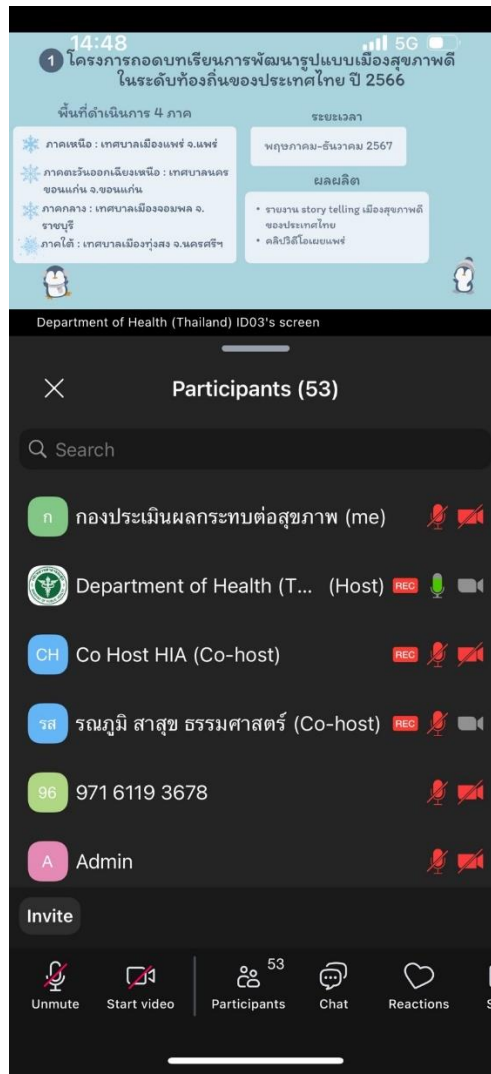 14:48
5G
1 โครงการถอดบทเรียนการพัฒนารูปแบบเมืองสุขภาพดี
ในระดับท้องถิ่นของประเทศไทย ปี 2566
พื้นที่ดำเนินการ 4 ภาค
ภาคเหนือ : เทศบาลเมืองแพร่ จ.แพร่
ภาคตะวันออกเฉียงเหนือ : เทศบาลนคร
ขอนแก่น จ.ขอนแก่น
ภาคกลาง : เทศบาลเมืองจอมพล จ.
ราชบุรี
ภาคใต้ : เทศบาลเมืองทุ่งสง จ.นครศรีฯ
ระยะเวลา
พฤษภาคม-ธันวาคม 2567
ผลผลิต
• รายงาน story telling เมืองสุขภาพดี
ของประเทศไทย
• คลิปวิดีโอเผยแพร่
Department of Health (Thailand) ID03's screen
Participants (53)
Search
ก กองประเมินผลกระทบต่อสุขภาพ (me)
Department of Health (T... (Host) REC
CH Co Host HIA (Co-host) REC
รส รณภูมิ สาสุข ธรรมศาสตร์ (Co-host) REC
96 971 6119 3678
A Admin
Invite
53
Unmute Start video Participants Chat Reactions S